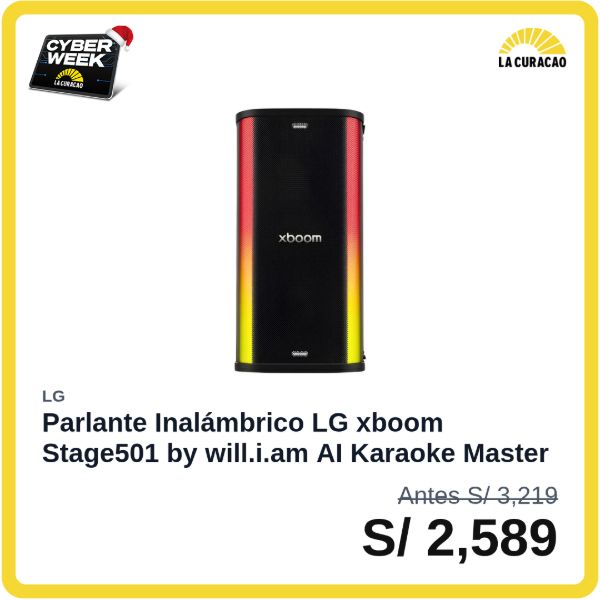 CYBER
WEEK
LA CURACAO
LA CURACAO
xboom
LG
Parlante Inalámbrico LG xboom
Stage501 by will.i.am AI Karaoke Master
Antes S/ 3,219
S/ 2,589